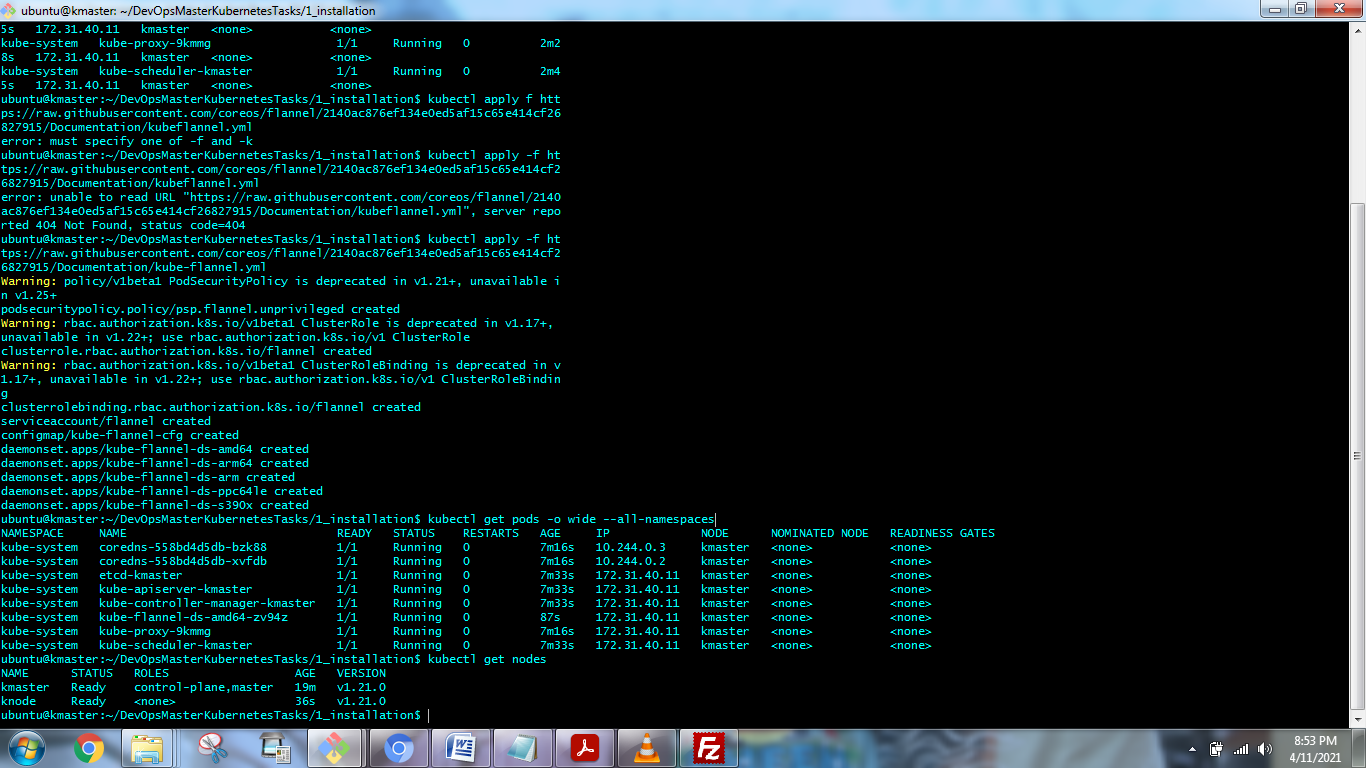 ubuntu@kmaster: ~/DevOpsMasterKubernetesTasks/1_installation
5s   172.31.40.11   kmaster   <none>           <none>
kube-system   kube-proxy-9kmmg                  1/1     Running   0          2m2
8s   172.31.40.11   kmaster   <none>           <none>
kube-system   kube-scheduler-kmaster            1/1     Running   0          2m4
5s   172.31.40.11   kmaster   <none>           <none>
ubuntu@kmaster:~/DevOpsMasterKubernetesTasks/1_installation$ kubectl apply f htt
ps://raw.githubusercontent.com/coreos/flannel/2140ac876ef134e0ed5af15c65e414cf26
827915/Documentation/kubeflannel.yml
error: must specify one of -f and -k
ubuntu@kmaster:~/DevOpsMasterKubernetesTasks/1_installation$ kubectl apply -f ht
tps://raw.githubusercontent.com/coreos/flannel/2140ac876ef134e0ed5af15c65e414cf2
6827915/Documentation/kubeflannel.yml
error: unable to read URL "https://raw.githubusercontent.com/coreos/flannel/2140
ac876ef134e0ed5af15c65e414cf26827915/Documentation/kubeflannel.yml", server repo
rted 404 Not Found, status code=404
ubuntu@kmaster:~/DevOpsMasterKubernetesTasks/1_installation$ kubectl apply -f ht
tps://raw.githubusercontent.com/coreos/flannel/2140ac876ef134e0ed5af15c65e414cf2
6827915/Documentation/kube-flannel.yml
Warning: policy/v1beta1 PodSecurityPolicy is deprecated in v1.21+, unavailable i
n v1.25+
podsecuritypolicy.policy/psp.flannel.unprivileged created
Warning: rbac.authorization.k8s.io/v1beta1 ClusterRole is deprecated in v1.17+,
unavailable in v1.22+; use rbac.authorization.k8s.io/v1 ClusterRole
clusterrole.rbac.authorization.k8s.io/flannel created
Warning: rbac.authorization.k8s.io/v1beta1 ClusterRoleBinding is deprecated in v
1.17+, unavailable in v1.22+; use rbac.authorization.k8s.io/v1 ClusterRoleBindin
g
clusterrolebinding.rbac.authorization.k8s.io/flannel created
serviceaccount/flannel created
configmap/kube-flannel-cfg created
daemonset.apps/kube-flannel-ds-amd64 created
daemonset.apps/kube-flannel-ds-arm64 created
daemonset.apps/kube-flannel-ds-arm created
daemonset.apps/kube-flannel-ds-ppc64le created
daemonset.apps/kube-flannel-ds-s390x created
ubuntu@kmaster:~/DevOpsMasterKubernetesTasks/1_installation$ kubectl get pods -o wide --all-namespaces
NAMESPACE     NAME                              READY   STATUS    RESTARTS   AGE     IP             NODE      NOMINATED NODE   READINESS GATES
kube-system   coredns-558bd4d5db-bzk88          1/1     Running   0          7m16s   10.244.0.3     kmaster   <none>           <none>
kube-system   coredns-558bd4d5db-xvfdb          1/1     Running   0          7m16s   10.244.0.2     kmaster   <none>           <none>
kube-system   etcd-kmaster                      1/1     Running   0          7m33s   172.31.40.11   kmaster   <none>           <none>
kube-system   kube-apiserver-kmaster            1/1     Running   0          7m33s   172.31.40.11   kmaster   <none>           <none>
kube-system   kube-controller-manager-kmaster   1/1     Running   0          7m33s   172.31.40.11   kmaster   <none>           <none>
kube-system   kube-flannel-ds-amd64-zv94z       1/1     Running   0          87s     172.31.40.11   kmaster   <none>           <none>
kube-system   kube-proxy-9kmmg                  1/1     Running   0          7m16s   172.31.40.11   kmaster   <none>           <none>
kube-system   kube-scheduler-kmaster            1/1     Running   0          7m33s   172.31.40.11   kmaster   <none>           <none>
ubuntu@kmaster:~/DevOpsMasterKubernetesTasks/1_installation$ kubectl get nodes
NAME      STATUS   ROLES                  AGE   VERSION
kmaster   Ready    control-plane,master   19m   v1.21.0
knode     Ready    <none>                 36s   v1.21.0
ubuntu@kmaster:~/DevOpsMasterKubernetesTasks/1_installation$
8:53 PM
4/11/2021